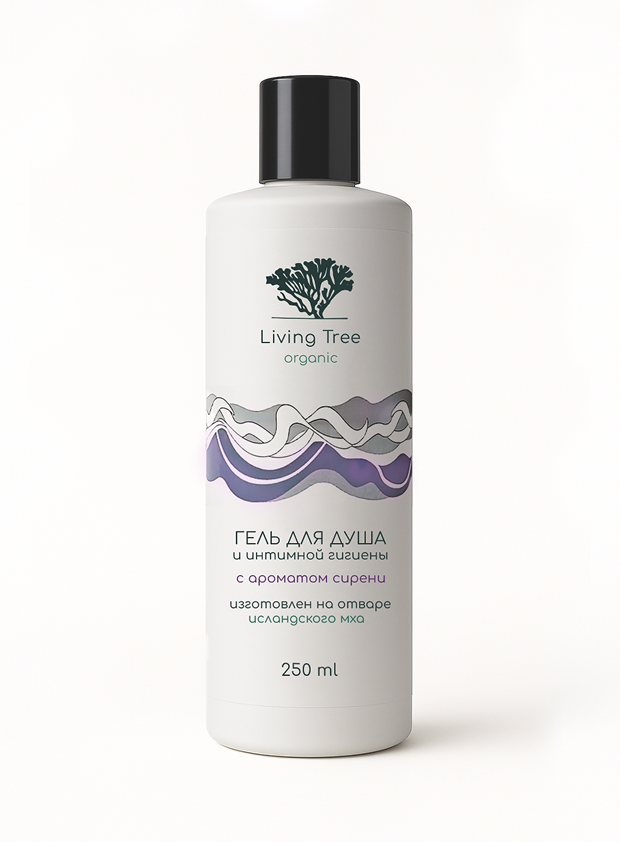 Living Tree
organic
ГЕЛЬ ДЛЯ ДУША
и интимной гигиены
с ароматом сирени
изготовлен на отваре
исландского мха
250 ml